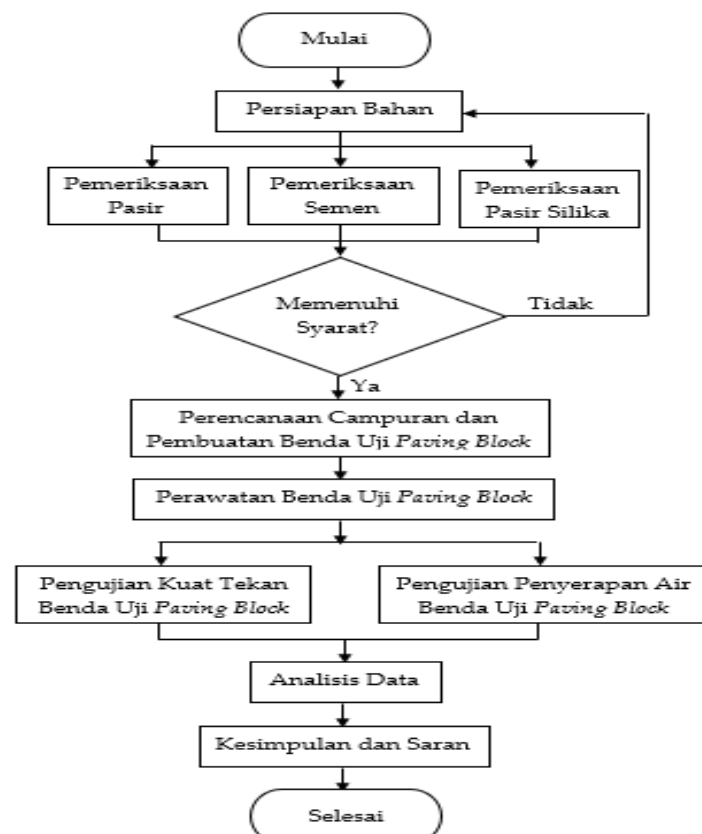 Mulai
Persiapan Bahan
Pemeriksaan
Pasir
Pemeriksaan
Semen
Pemeriksaan
Pasir Silika
Memenuhi
Syarat?
Tidak
Ya
Perencanaan Campuran dan
Pembuatan Benda Uji Paving Block
Perawatan Benda Uji Paving Block
Pengujian Kuat Tekan
Benda Uji Paving Block
Pengujian Penyerapan Air
Benda Uji Paving Block
Analisis Data
Kesimpulan dan Saran
Selesai